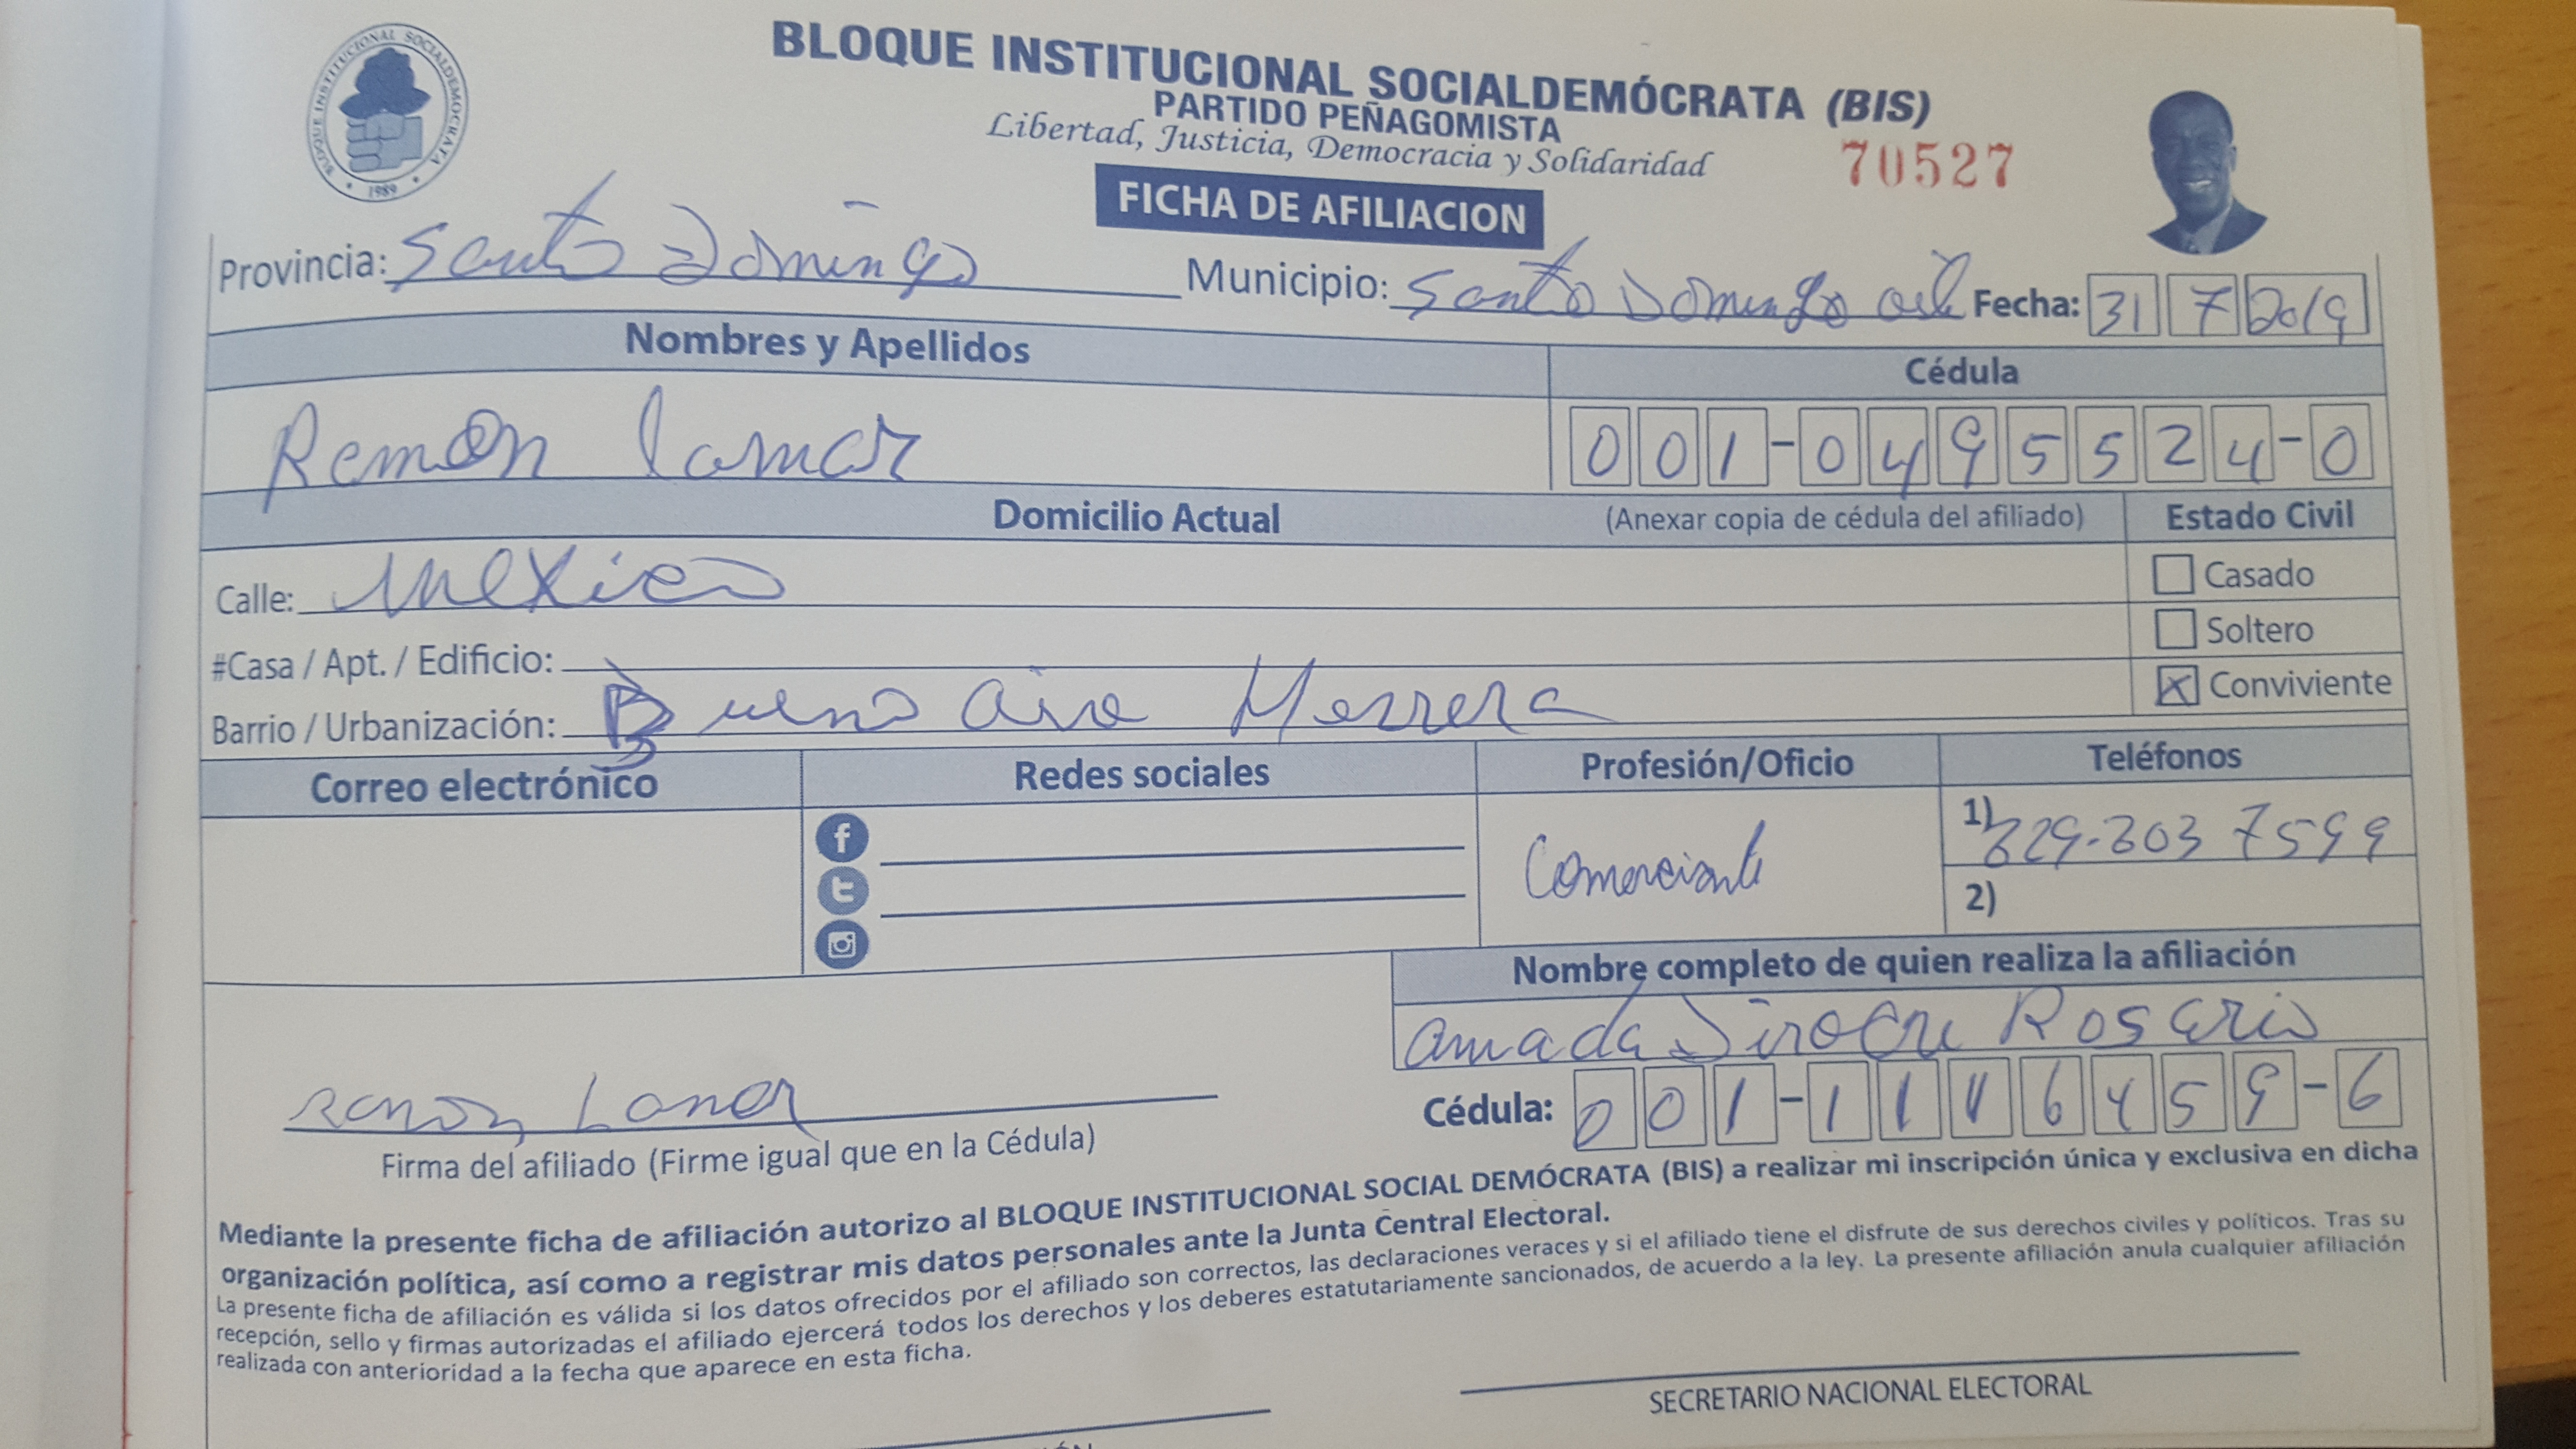 BLOQUE INSTITUCIONAL SOCIALDEMOCRATA
1989
BLOQUE INSTITUCIONAL SOCIALDEMÓCRATA (BIS)
PARTIDO PEÑAGOMISTA
Libertad, Justicia, Democracia y Solidaridad
70527
FICHA DE AFILIACION
Provincia: Santo Domingo Municipio: Santo Domingo Fecha: 31 7 2019
Nombres y Apellidos Cédula
Remon lamar 001-0495524-0
Domicilio Actual (Anexar copia de cédula del afiliado) Estado Civil
Calle: Mexico Casado
#Casa / Apt. / Edificio: Soltero
Barrio / Urbanización: Bueno Aire Herrera X Conviviente
Correo electrónico Redes sociales Profesión/Oficio Teléfonos
Comerciante 1) 829-303 7599
2)
Nombre completo de quien realiza la afiliación
amada Rosario
Cédula: 001-1116459-6
Ramon Lamar
Firma del afiliado (Firme igual que en la Cédula)
Mediante la presente ficha de afiliación autorizo al BLOQUE INSTITUCIONAL SOCIAL DEMÓCRATA (BIS) a realizar mi inscripción única y exclusiva en dicha
organización política, así como a registrar mis datos personales ante la Junta Central Electoral.
La presente ficha de afiliación es válida si los datos ofrecidos por el afiliado son correctos, las declaraciones veraces y si el afiliado tiene el disfrute de sus derechos civiles y políticos. Tras su
recepción, sello y firmas autorizadas el afiliado ejercerá todos los derechos y los deberes estatutariamente sancionados, de acuerdo a la ley. La presente afiliación anula cualquier afiliación
realizada con anterioridad a la fecha que aparece en esta ficha.
SECRETARIO NACIONAL ELECTORAL